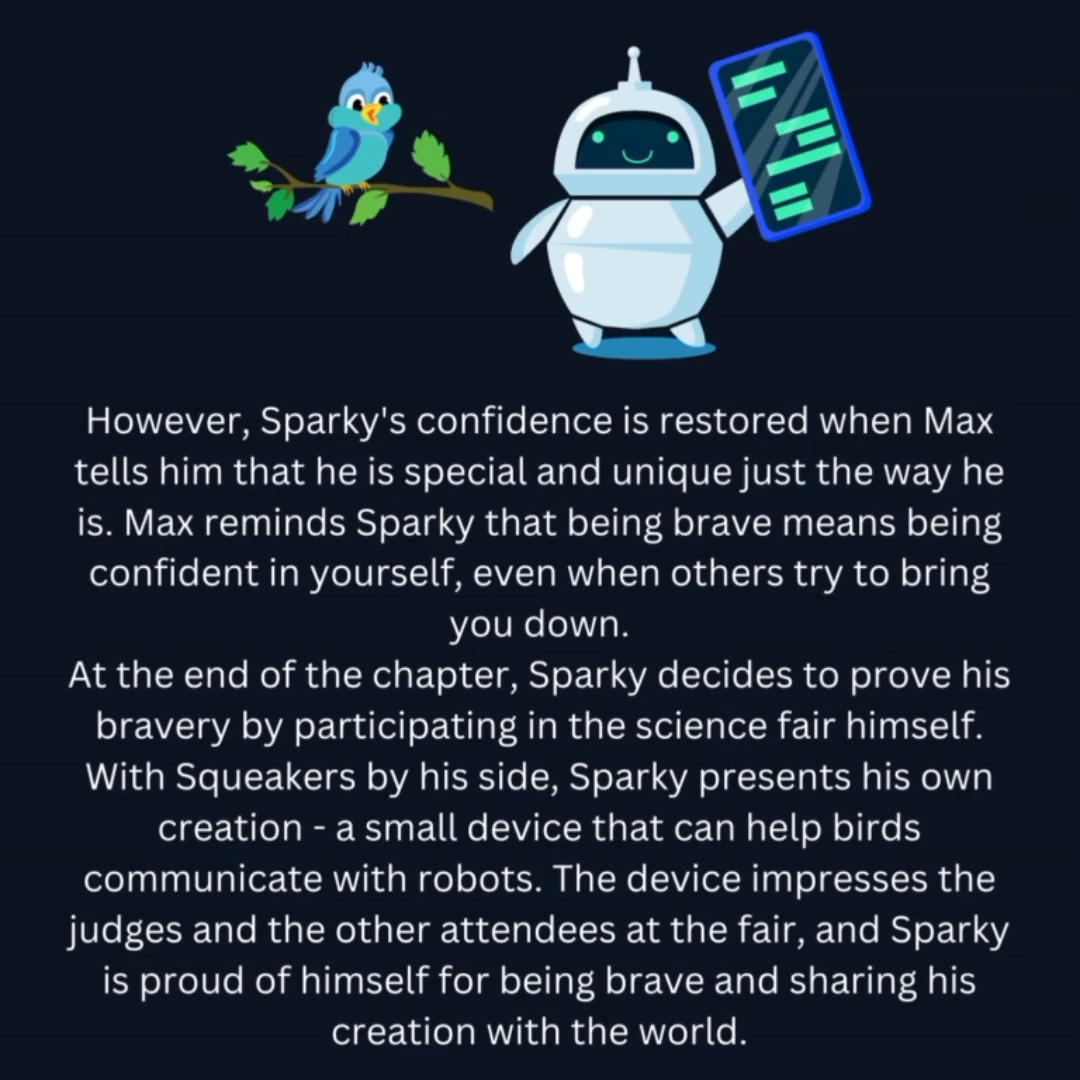 However, Sparky's confidence is restored when Max
tells him that he is special and unique just the way he
is. Max reminds Sparky that being brave means being
confident in yourself, even when others try to bring
you down.
At the end of the chapter, Sparky decides to prove his
bravery by participating in the science fair himself.
With Squeakers by his side, Sparky presents his own
creation - a small device that can help birds
communicate with robots. The device impresses the
judges and the other attendees at the fair, and Sparky
is proud of himself for being brave and sharing his
creation with the world.